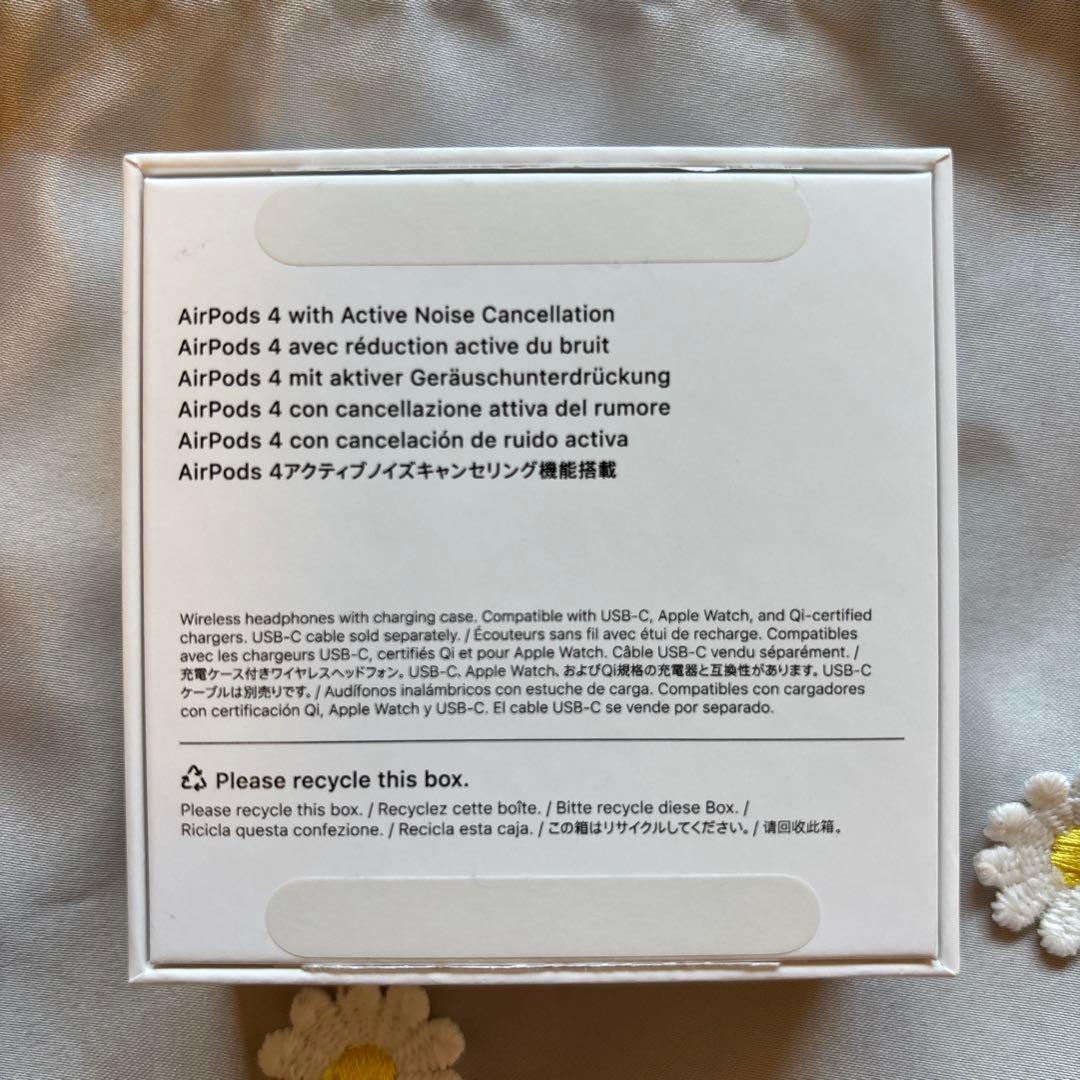 AirPods 4 with Active Noise Cancellation
AirPods 4 avec réduction active du bruit
AirPods 4 mit aktiver Geräuschunterdrückung
AirPods 4 con cancellazione attiva del rumore
AirPods 4 con cancelación de ruido activa
AirPods 4アクティブノイズキャンセリング機能搭載
Wireless headphones with charging case. Compatible with USB-C, Apple Watch, and Qi-certified
chargers. USB-C cable sold separately. / Écouteurs sans fil avec étui de recharge. Compatibles
avec les chargeurs USB-C, certifiés Qi et pour Apple Watch. Câble USB-C vendu séparément. /
充電ケース付きワイヤレスヘッドフォン。USB-C、Apple Watch、およびQi規格の充電器と互換性があります。USB-C
ケーブルは別売りです。/ Audífonos inalámbricos con estuche de carga. Compatibles con cargadores
con certificación Qi, Apple Watch y USB-C. El cable USB-C se vende por separado.
Please recycle this box.
Please recycle this box. / Recyclez cette boîte. / Bitte recycle diese Box. /
Ricicla questa confezione. / Recicla esta caja. / この箱はリサイクルしてください。/ 请回收此箱。